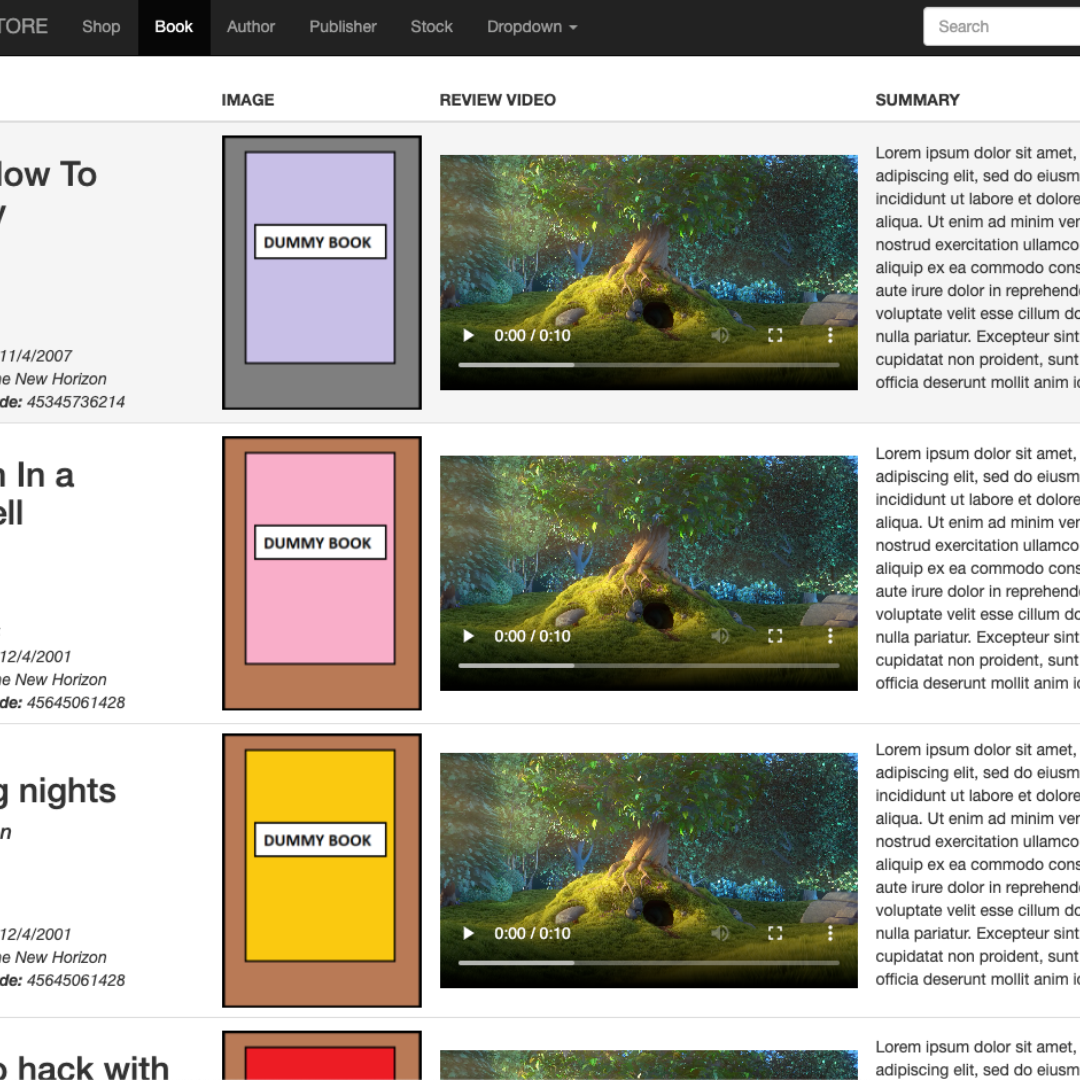 TORE Shop Book Author Publisher Stock Dropdown Search
IMAGE REVIEW VIDEO SUMMARY
How To
y
11/4/2007
e New Horizon
de: 45345736214
DUMMY BOOK
0:00 / 0:10
Lorem ipsum dolor sit amet,
adipiscing elit, sed do eiusm
incididunt ut labore et dolore
aliqua. Ut enim ad minim ven
nostrud exercitation ullamco
aliquip ex ea commodo cons
aute irure dolor in reprehende
voluptate velit esse cillum do
nulla pariatur. Excepteur sint
cupidatat non proident, sunt
officia deserunt mollit anim id
n In a
ell
12/4/2001
e New Horizon
de: 45645061428
DUMMY BOOK
0:00 / 0:10
Lorem ipsum dolor sit amet,
adipiscing elit, sed do eiusm
incididunt ut labore et dolore
aliqua. Ut enim ad minim ven
nostrud exercitation ullamco
aliquip ex ea commodo cons
aute irure dolor in reprehende
voluptate velit esse cillum do
nulla pariatur. Excepteur sint
cupidatat non proident, sunt
officia deserunt mollit anim id
g nights
n
12/4/2001
e New Horizon
de: 45645061428
DUMMY BOOK
0:00 / 0:10
Lorem ipsum dolor sit amet,
adipiscing elit, sed do eiusm
incididunt ut labore et dolore
aliqua. Ut enim ad minim ven
nostrud exercitation ullamco
aliquip ex ea commodo cons
aute irure dolor in reprehende
voluptate velit esse cillum do
nulla pariatur. Excepteur sint
cupidatat non proident, sunt
officia deserunt mollit anim id
o hack with
Lorem ipsum dolor sit amet,
adipiscing elit, sed do eiusm